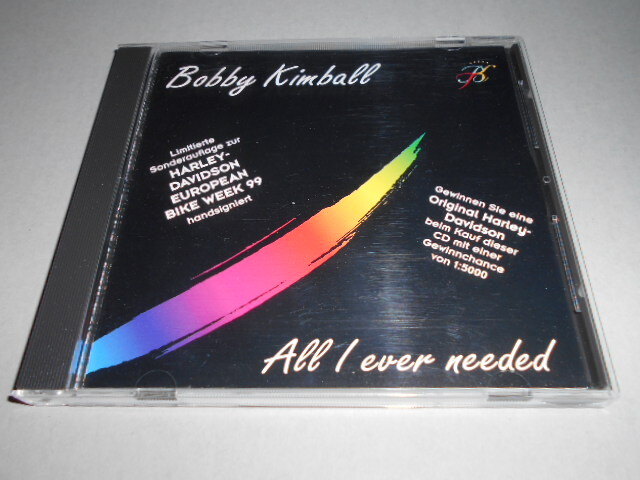 Bobby Kimball
Limitierte
Sonderauflage zur
HARLEY-
DAVIDSON
EUROPEAN
BIKE WEEK 99
handsigniert
Gewinnen Sie eine
Original Harley-
Davidson
beim Kauf dieser
CD mit einer
Gewinnchance
von 1:5000
All I ever needed